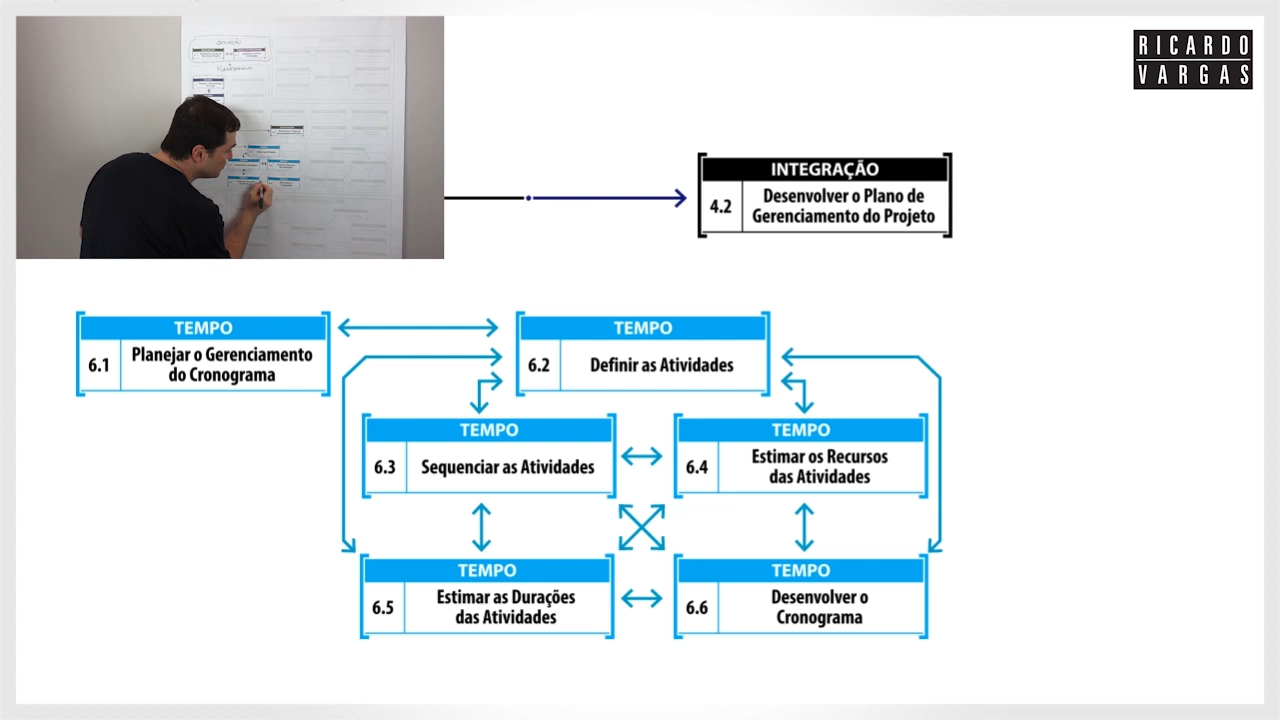 RICARDO
VARGAS
INTEGRAÇÃO
4.2
Desenvolver o Plano de
Gerenciamento do Projeto
TEMPO
6.1
Planejar o Gerenciamento
do Cronograma
TEMPO
6.2
Definir as Atividades
TEMPO
6.3
Sequenciar as Atividades
TEMPO
6.4
Estimar os Recursos
das Atividades
TEMPO
6.5
Estimar as Durações
das Atividades
TEMPO
6.6
Desenvolver o
Cronograma